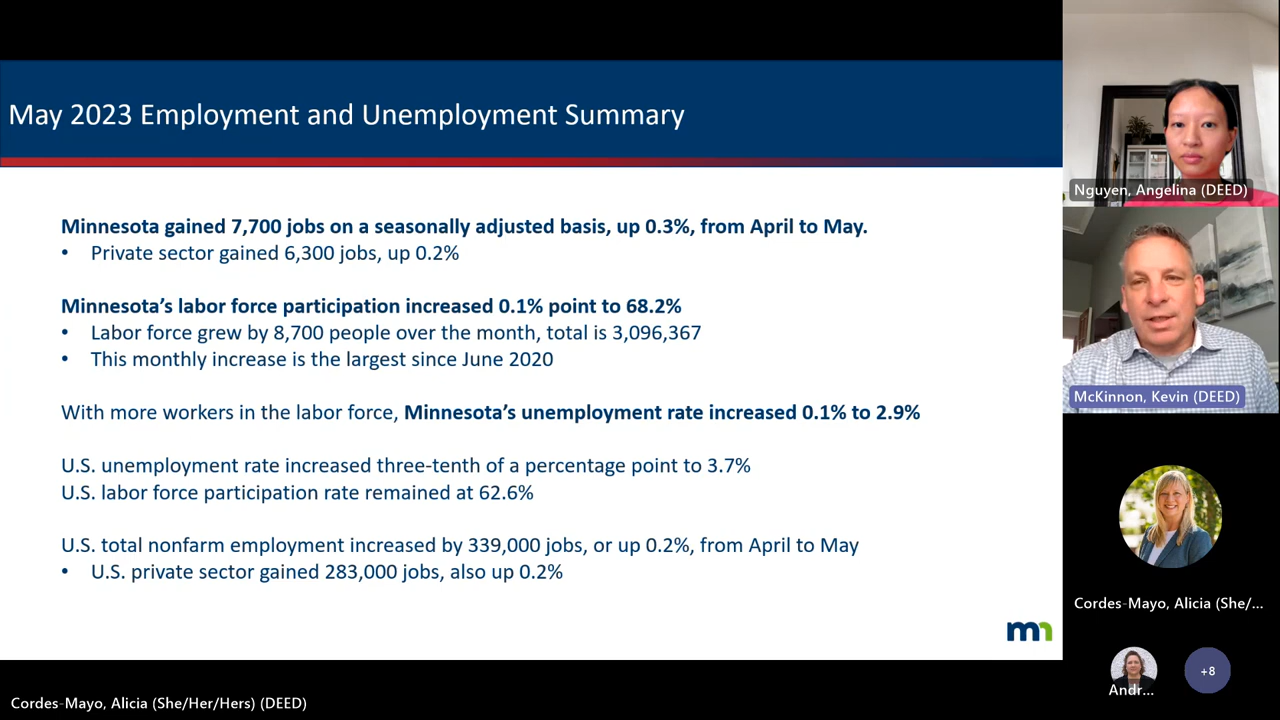 May 2023 Employment and Unemployment Summary
Minnesota gained 7,700 jobs on a seasonally adjusted basis, up 0.3%, from April to May.
• Private sector gained 6,300 jobs, up 0.2%
Minnesota’s labor force participation increased 0.1% point to 68.2%
• Labor force grew by 8,700 people over the month, total is 3,096,367
• This monthly increase is the largest since June 2020
With more workers in the labor force, Minnesota’s unemployment rate increased 0.1% to 2.9%
U.S. unemployment rate increased three-tenth of a percentage point to 3.7%
U.S. labor force participation rate remained at 62.6%
U.S. total nonfarm employment increased by 339,000 jobs, or up 0.2%, from April to May
• U.S. private sector gained 283,000 jobs, also up 0.2%
mn
Cordes-Mayo, Alicia (She/Her/Hers) (DEED)
Nguyen, Angelina (DEED)
McKinnon, Kevin (DEED)
Cordes-Mayo, Alicia (She/...
Andr...
+8